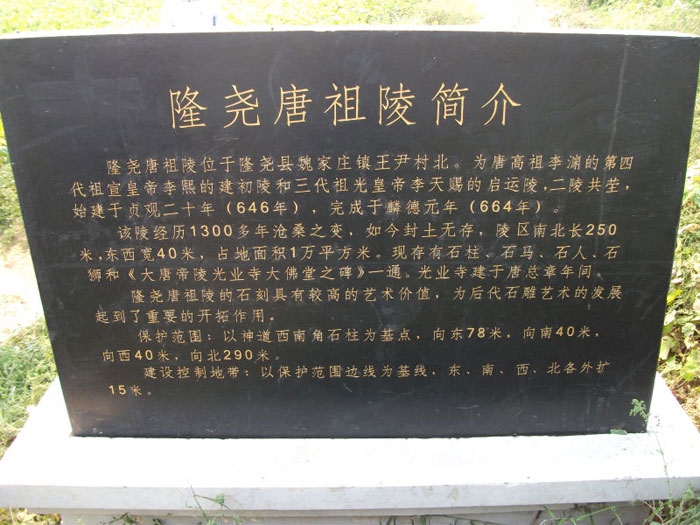 隆尧唐祖陵简介
隆尧唐祖陵位于隆尧县魏家庄镇王尹村北。为唐高祖李渊的第四
代祖宣皇帝李熙的建初陵和三代祖光皇帝李天赐的启运陵,二陵共茔,
始建于贞观二十年(646年),完成于麟德元年(664年)。
该陵经历1300多年沧桑之变,如今封土无存,陵区南北长250
米,东西宽40米,占地面积1万平方米。现存有石柱、石马、石人、石
狮和《大唐帝陵光业寺大佛堂之碑》一通。光业寺建于唐总章年间。
隆尧唐祖陵的石刻具有较高的艺术价值,为后代石雕艺术的发展
起到了重要的开拓作用。
保护范围:以神道西南角石柱为基点,向东78米,向南40米,
向西40米,向北290米。
建设控制地带:以保护范围边线为基线,东、南、西、北各外扩
15米。